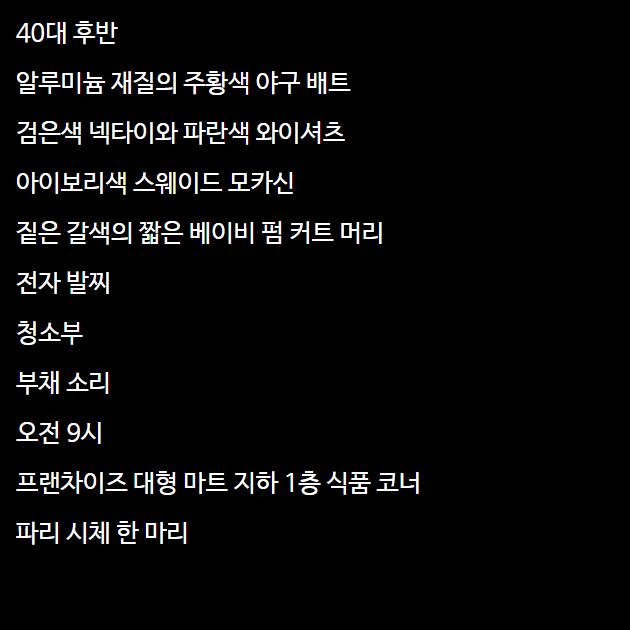 40대 후반
알루미늄 재질의 주황색 야구 배트
검은색 넥타이와 파란색 와이셔츠
아이보리색 스웨이드 모카신
짙은 갈색의 짧은 베이비 펌 커트 머리
전자 발찌
청소부
부채 소리
오전 9시
프랜차이즈 대형 마트 지하 1층 식품 코너
파리 시체 한 마리